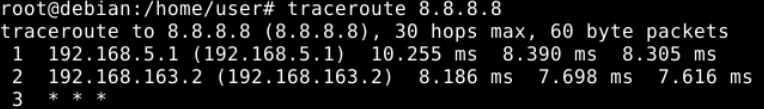 root@debian:/home/user# traceroute 8.8.8.8
traceroute to 8.8.8.8 (8.8.8.8), 30 hops max, 60 byte packets
 1  192.168.5.1 (192.168.5.1)  10.255 ms  8.390 ms  8.305 ms
 2  192.168.163.2 (192.168.163.2)  8.186 ms  7.698 ms  7.616 ms
 3  * * *